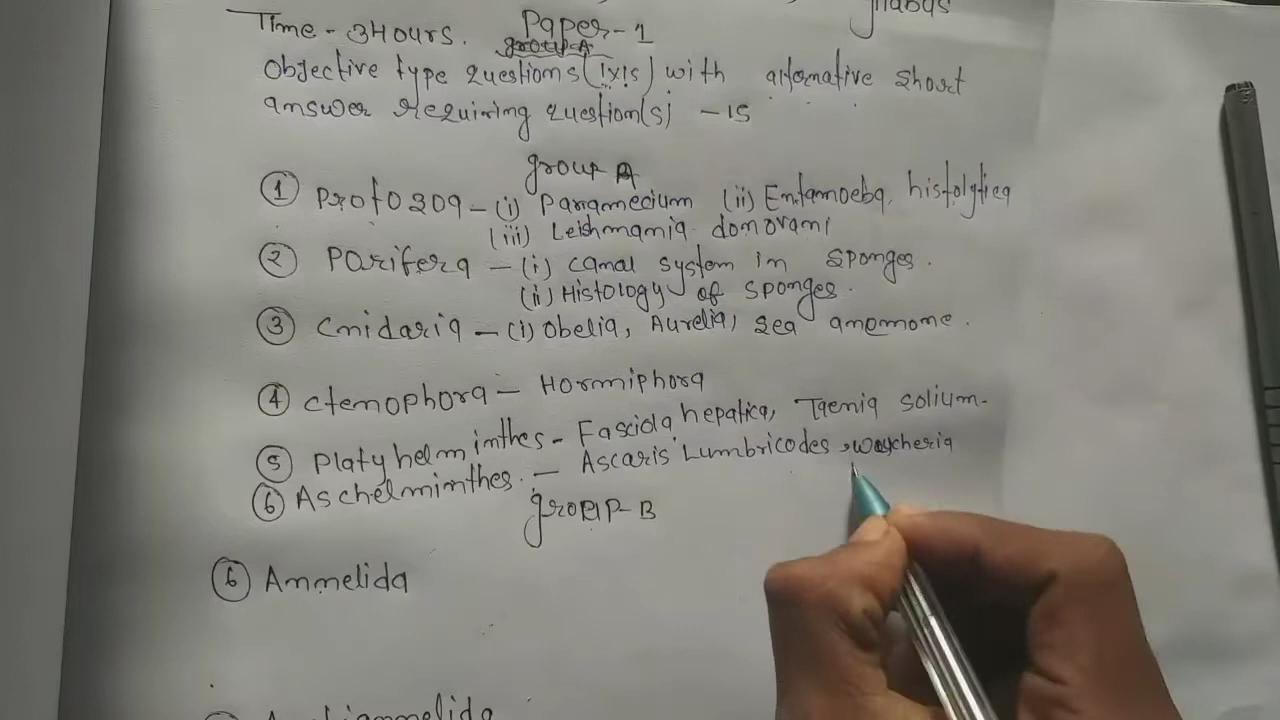 Syllabus
Time - 3Hours. Paper-1
group-A
Objective type questions(1x15) with alternative short
answer requiring question(s) - 15
group A
① Protozoa - (i) Paramecium (ii) Entamoeba histolytica
(iii) Leishmania donovani
② Porifera - (i) canal system in sponges.
(ii) Histology of sponges.
③ Cnidaria - (i) Obelia, Aurelia, sea anemone.
④ ctenophora - Hormiphora
⑤ Platyhelminthes - Fasciola hepatica, Taenia solium.
⑥ Aschelminthes. - Ascaris Lumbricodes,
group-B
⑥ Annelida